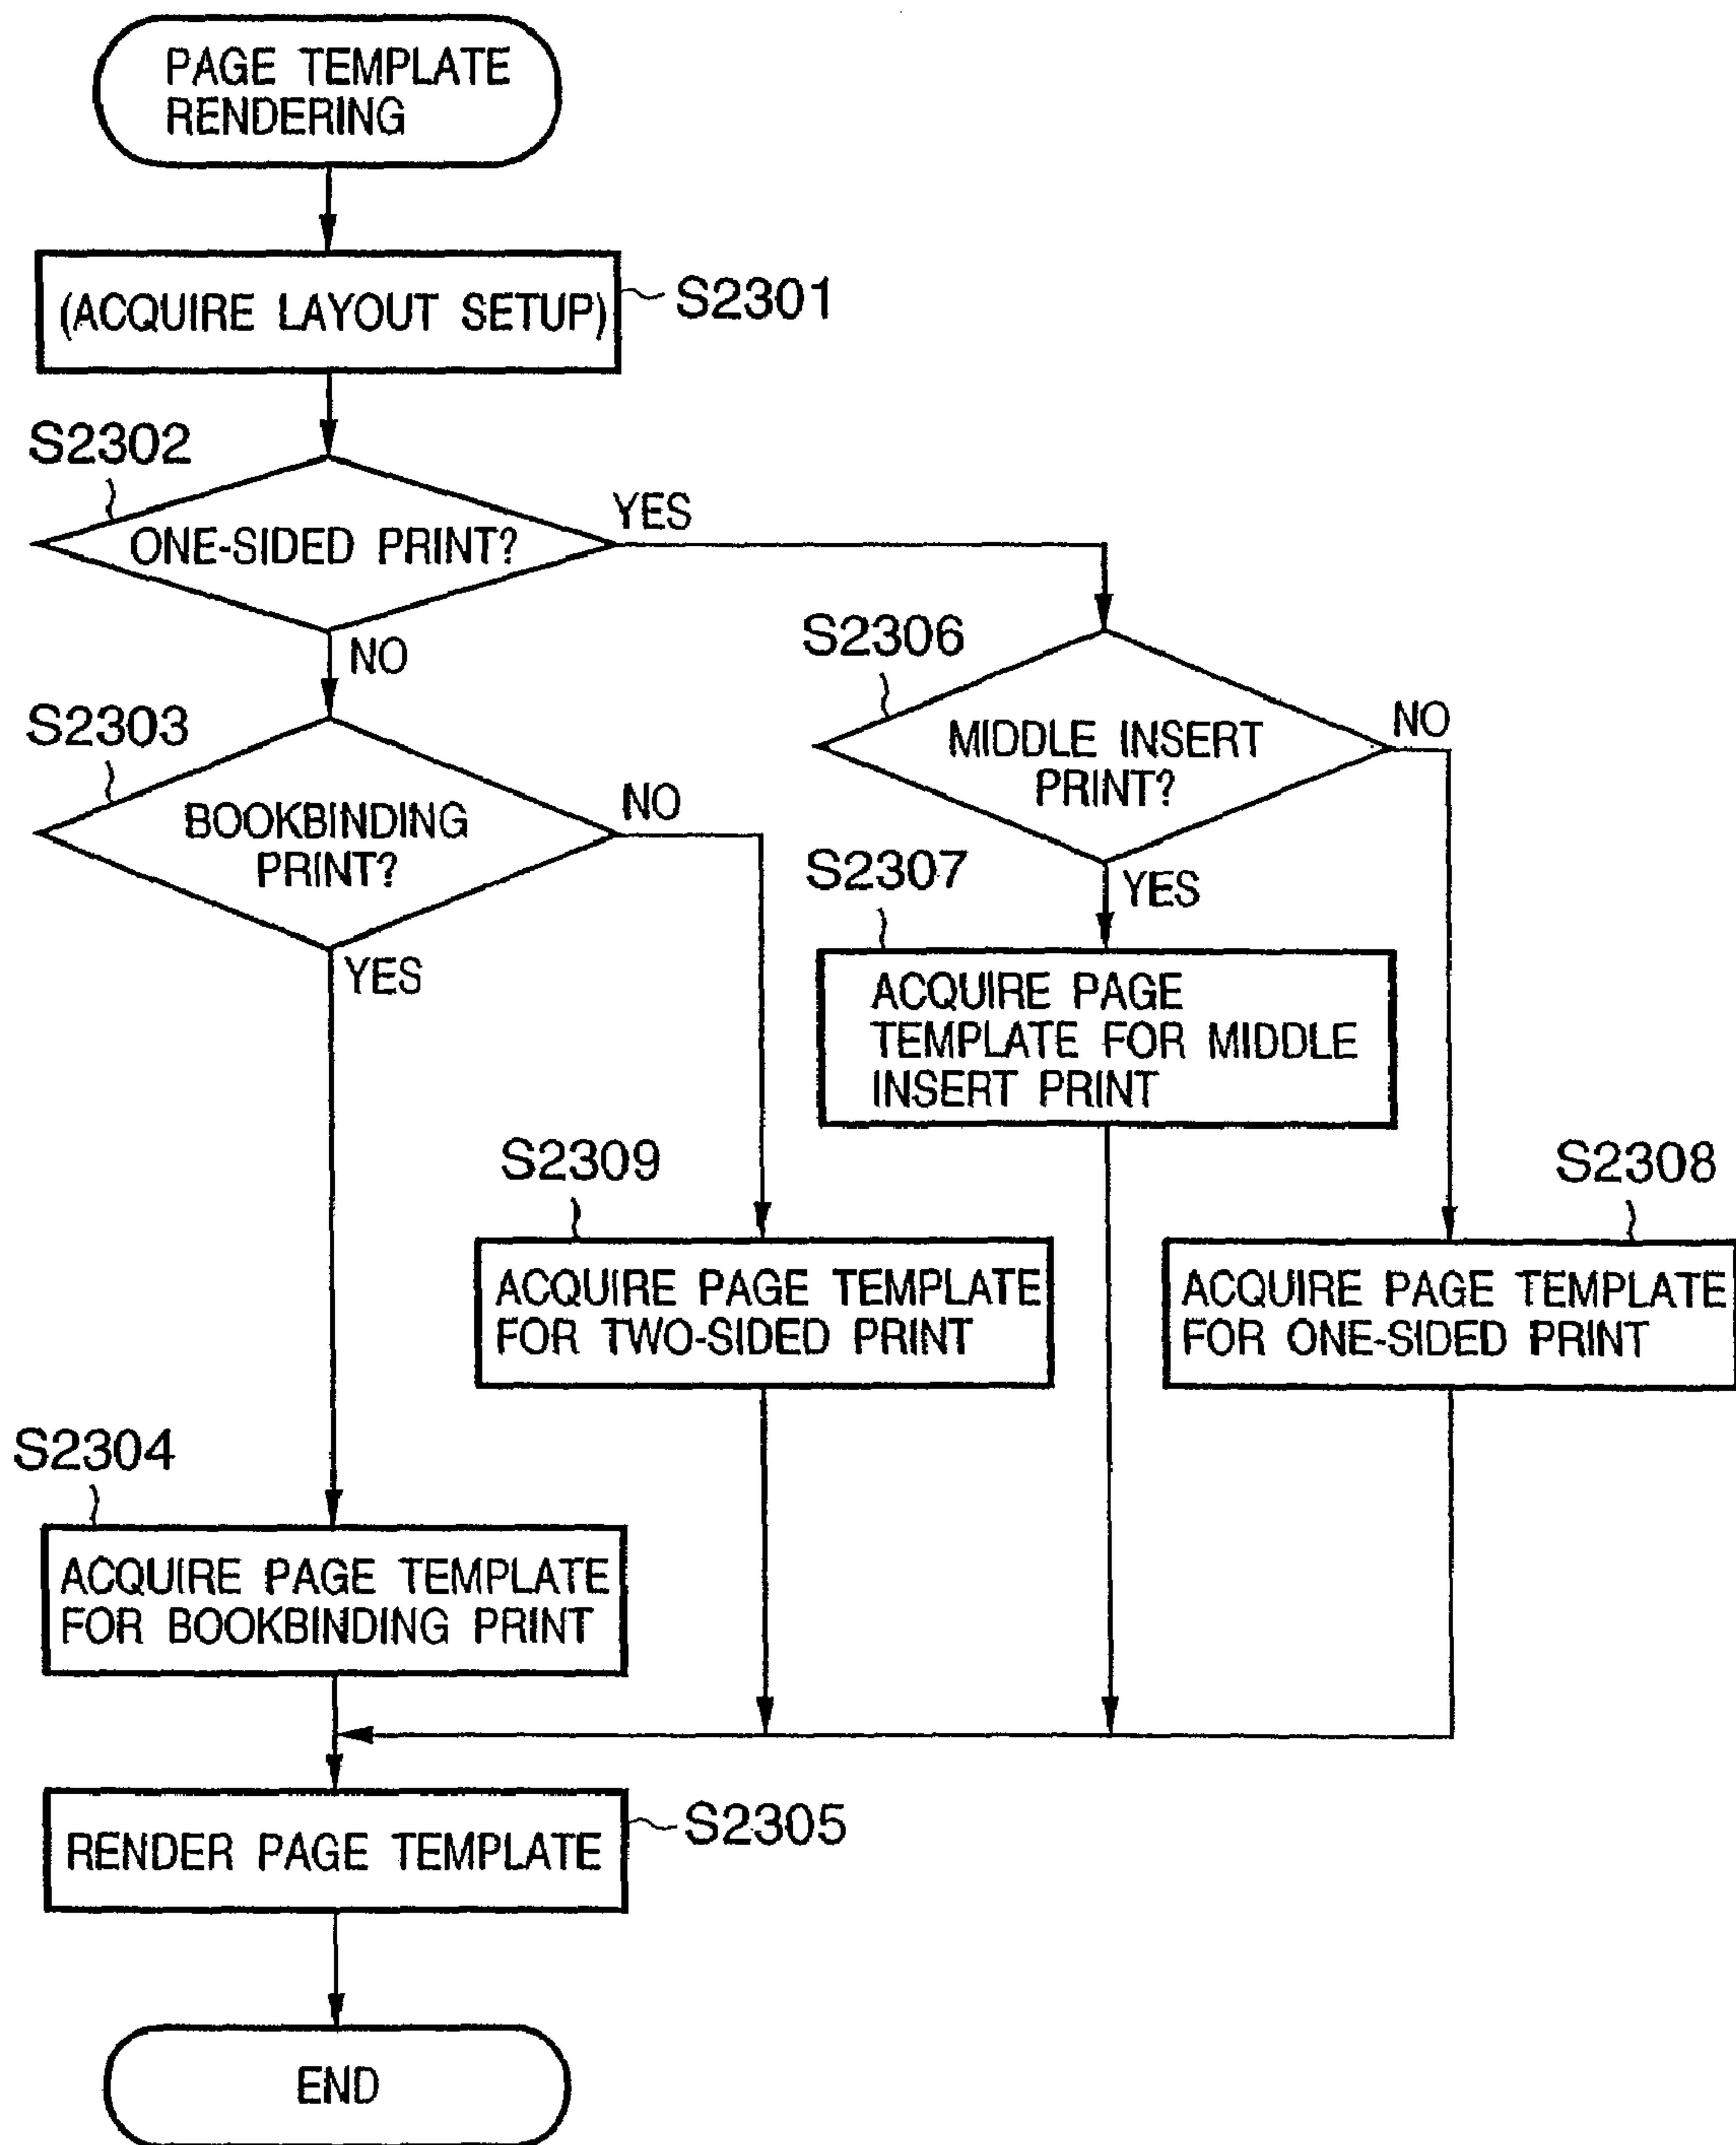 PAGE TEMPLATE
RENDERING
(ACQUIRE LAYOUT SETUP)
S2301
S2302
ONE-SIDED PRINT?
YES
NO
S2306
MIDDLE INSERT
PRINT?
NO
YES
S2303
BOOKBINDING
PRINT?
NO
YES
S2307
ACQUIRE PAGE
TEMPLATE FOR MIDDLE
INSERT PRINT
S2309
ACQUIRE PAGE TEMPLATE
FOR TWO-SIDED PRINT
S2308
ACQUIRE PAGE TEMPLATE
FOR ONE-SIDED PRINT
S2304
ACQUIRE PAGE TEMPLATE
FOR BOOKBINDING PRINT
RENDER PAGE TEMPLATE
S2305
END